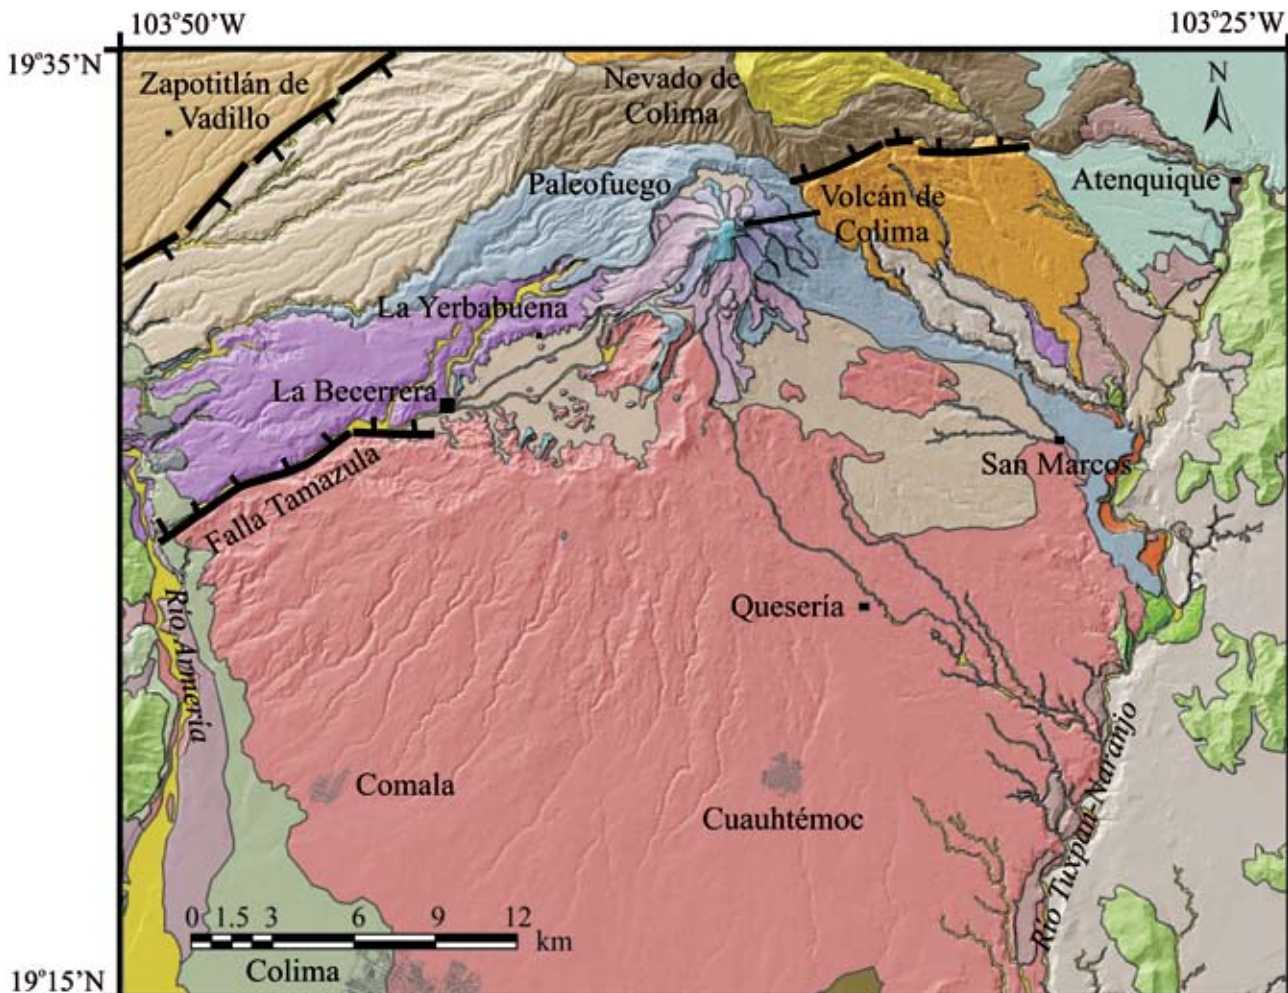 103°50’W
103°25’W
19°35’N
Zapotitlán de
Vadillo
Nevado de
Colima
N
Paleofuego
Atenquique
Volcán de
Colima
La Yerbabuena
La Becerrera
San Marcos
Falla Tamazula
Quesería
Río Armería
Río Tuxpan-Naranjo
Comala
Cuauhtémoc
0 1.5 3 6 9 12
km
Colima
19°15’N